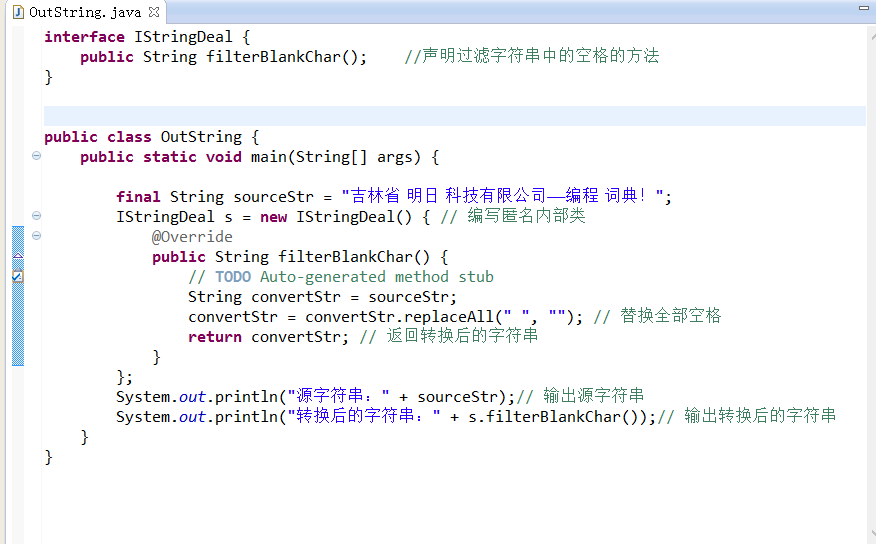 OutString.java
interface IStringDeal {
    public String filterBlankChar();    //声明过滤字符串中的空格的方法
}
public class OutString {
    public static void main(String[] args) {
        final String sourceStr = "吉林省 明日 科技有限公司——编程 词典！";
        IStringDeal s = new IStringDeal() { // 编写匿名内部类
            @Override
            public String filterBlankChar() {
                // TODO Auto-generated method stub
                String convertStr = sourceStr;
                convertStr = convertStr.replaceAll(" ", ""); // 替换全部空格
                return convertStr; // 返回转换后的字符串
            }
        };
        System.out.println("源字符串：" + sourceStr);// 输出源字符串
        System.out.println("转换后的字符串：" + s.filterBlankChar());// 输出转换后的字符串
    }
}